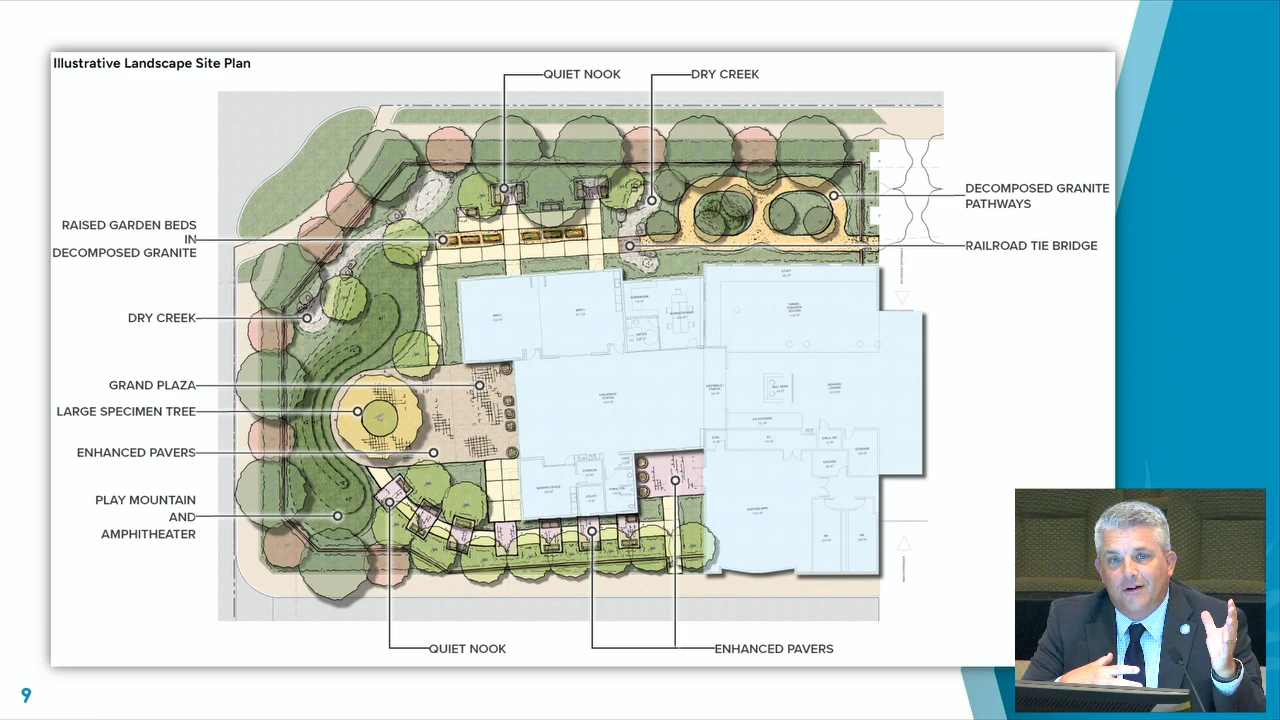 Illustrative Landscape Site Plan
QUIET NOOK
DRY CREEK
DECOMPOSED GRANITE
PATHWAYS
RAISED GARDEN BEDS
IN
DECOMPOSED GRANITE
RAILROAD TIE BRIDGE
DRY CREEK
GRAND PLAZA
LARGE SPECIMEN TREE
ENHANCED PAVERS
PLAY MOUNTAIN
AND
AMPHITHEATER
QUIET NOOK
ENHANCED PAVERS
9